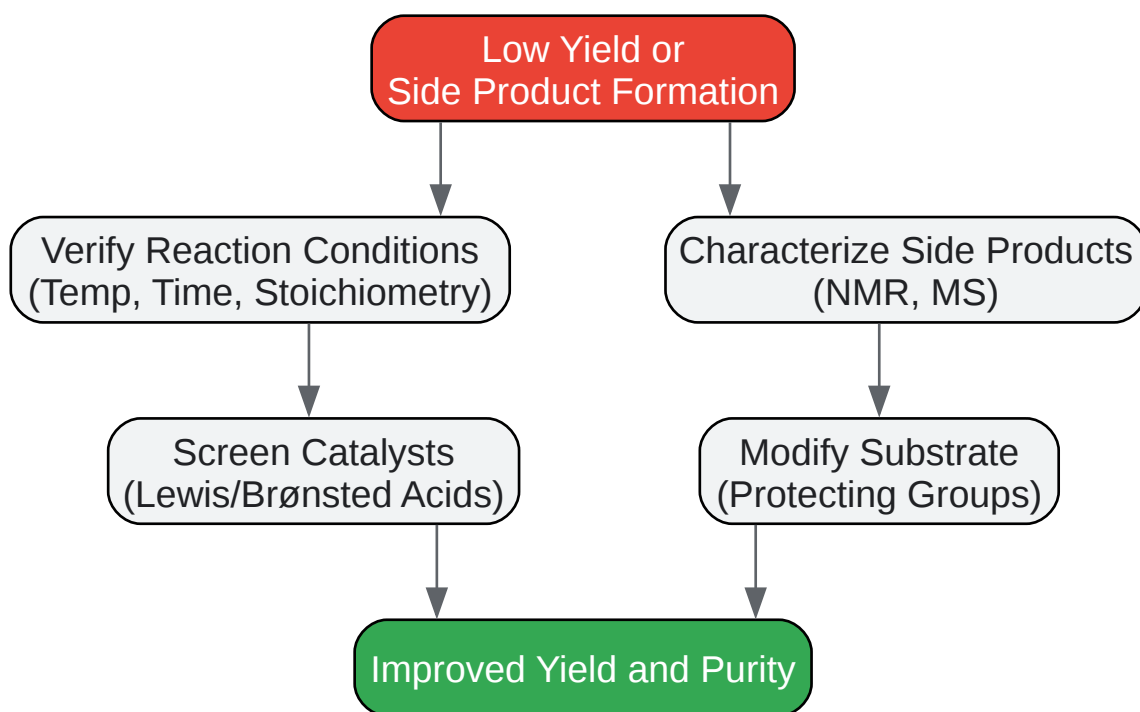 Low Yield or
Side Product Formation
Verify Reaction Conditions
(Temp, Time, Stoichiometry)
Characterize Side Products
(NMR, MS)
Screen Catalysts
(Lewis/Brønsted Acids)
Modify Substrate
(Protecting Groups)
Improved Yield and Purity